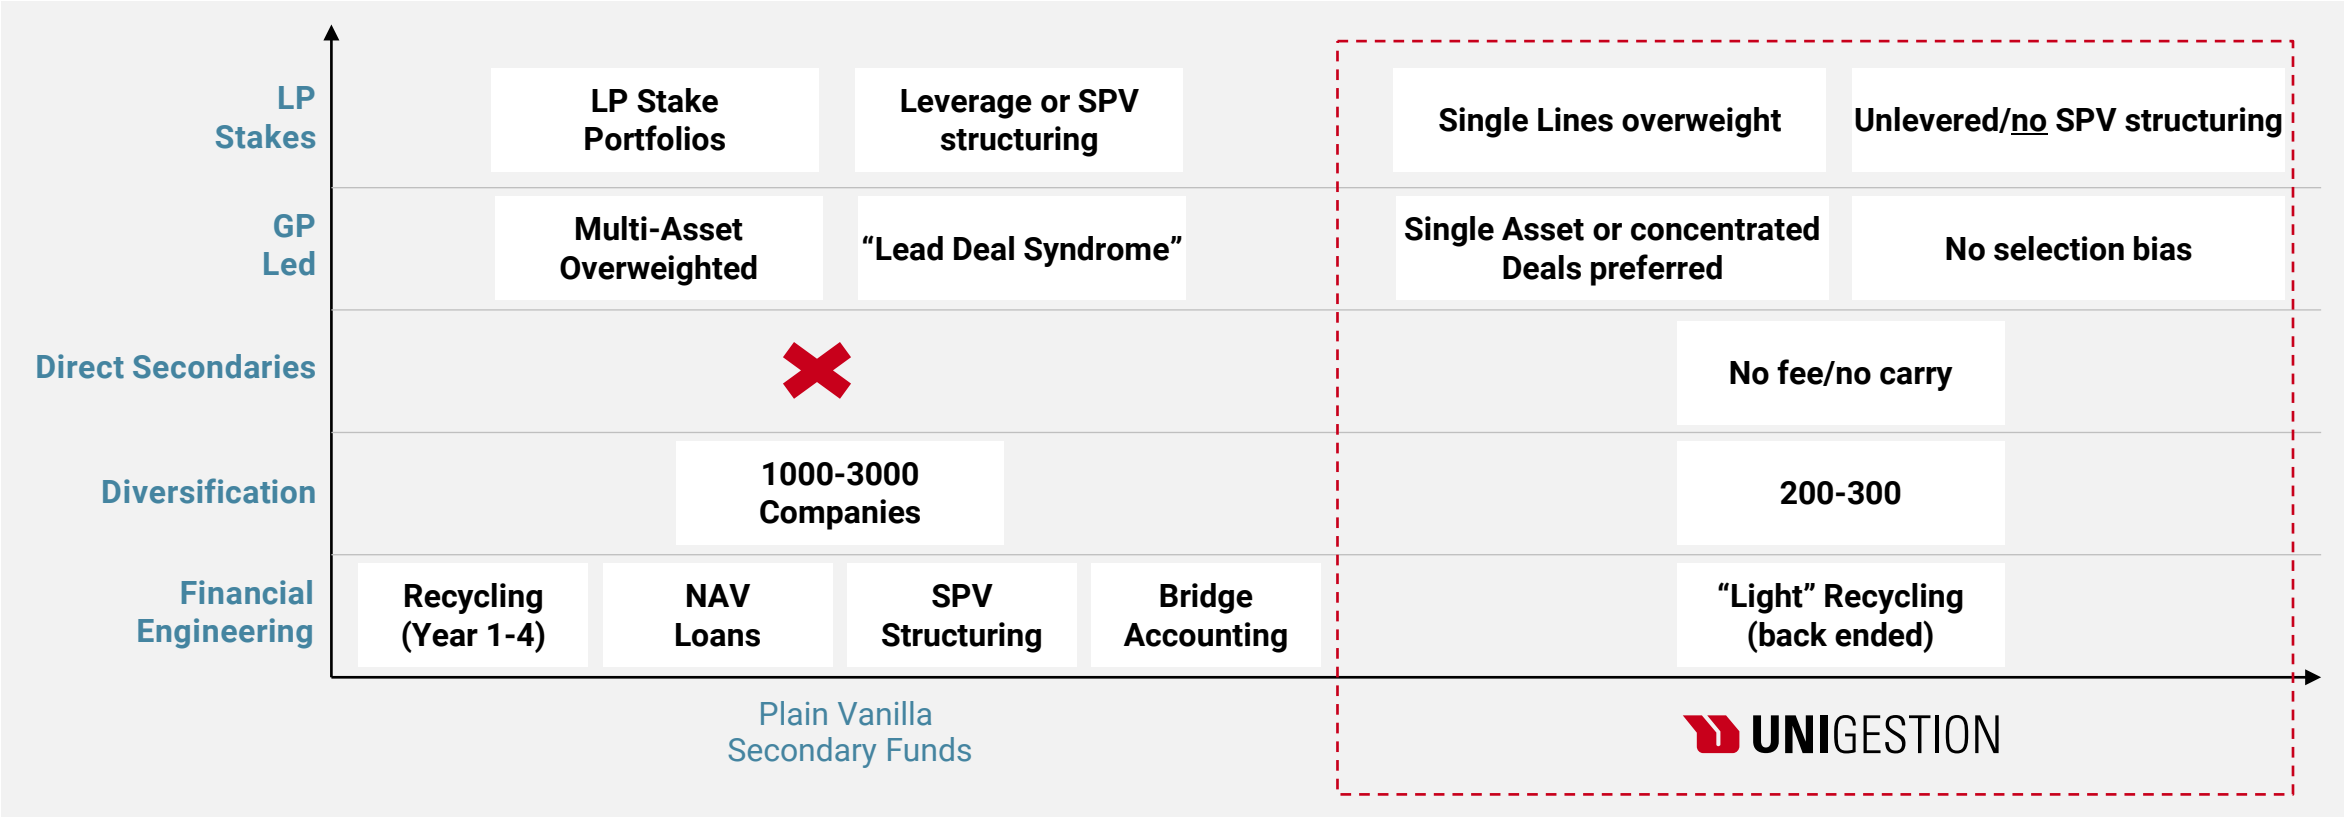 LP
Stakes
LP Stake
Portfolios
Leverage or SPV
structuring
Single Lines overweight
Unlevered/no SPV structuring
GP
Led
Multi-Asset
Overweighted
“Lead Deal Syndrome”
Single Asset or concentrated
Deals preferred
No selection bias
Direct Secondaries
No fee/no carry
Diversification
1000-3000
Companies
200-300
Financial
Engineering
Recycling
(Year 1-4)
NAV
Loans
SPV
Structuring
Bridge
Accounting
“Light” Recycling
(back ended)
Plain Vanilla
Secondary Funds
UNIGESTION